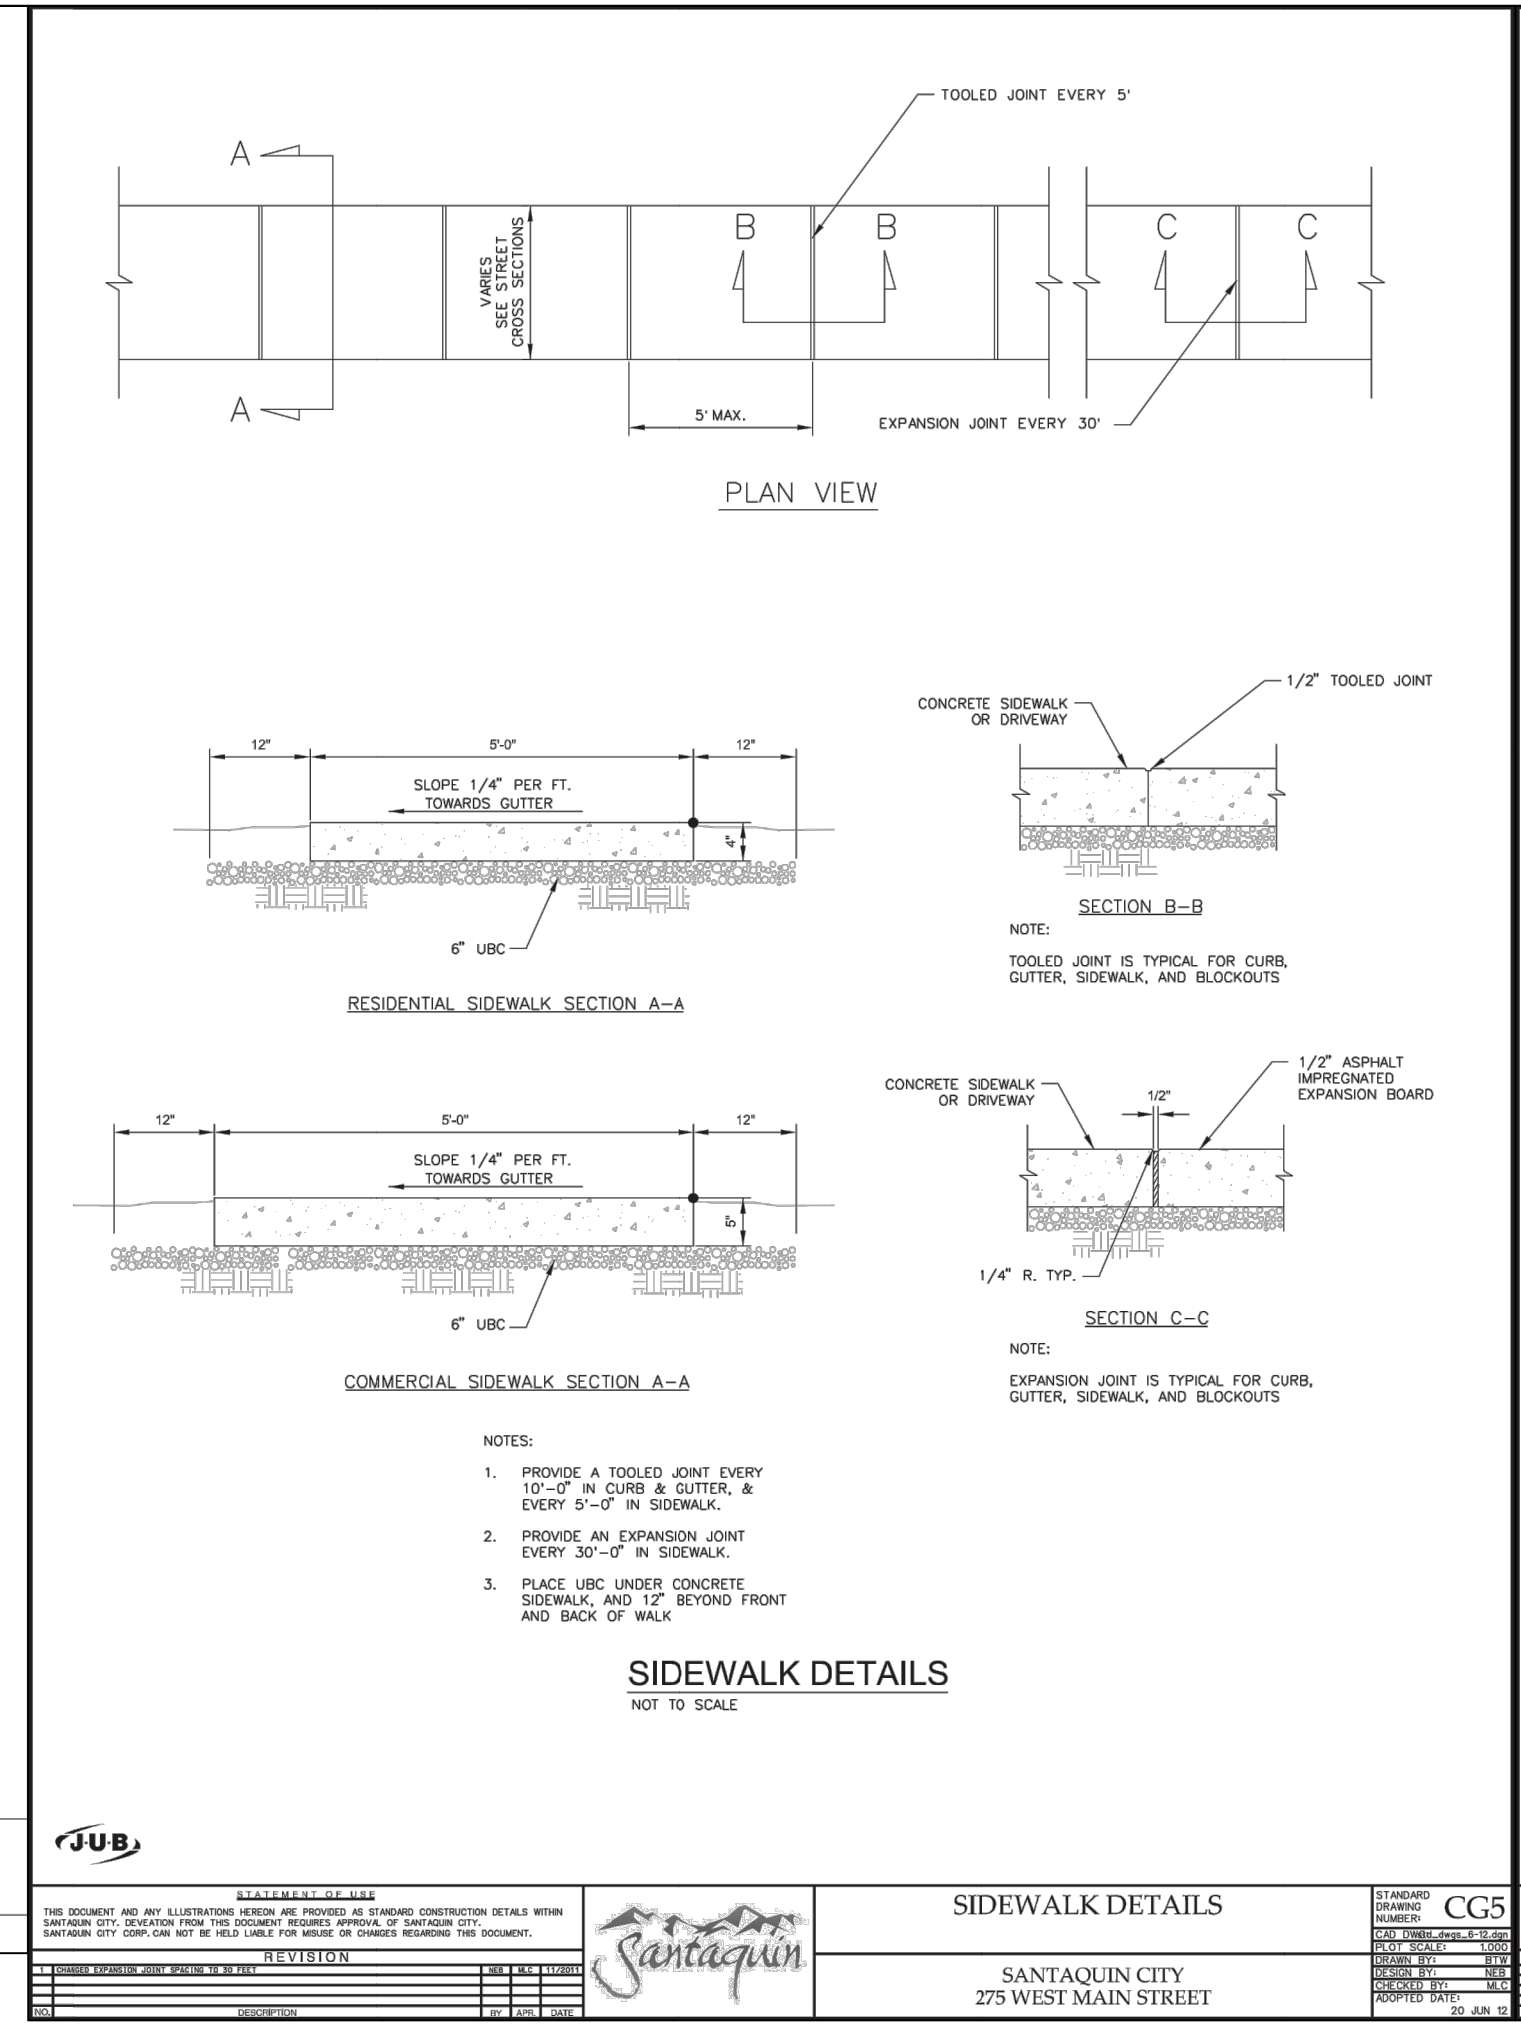 TOOLED JOINT EVERY 5'
A
B
B
C
C
VARIES
SEE STREET
CROSS SECTIONS
A
5' MAX.
EXPANSION JOINT EVERY 30'
PLAN VIEW
12"
5'-0"
12"
SLOPE 1/4" PER FT.
TOWARDS GUTTER
4"
6" UBC
RESIDENTIAL SIDEWALK SECTION A-A
1/2" TOOLED JOINT
CONCRETE SIDEWALK
OR DRIVEWAY
SECTION B-B
NOTE:
TOOLED JOINT IS TYPICAL FOR CURB,
GUTTER, SIDEWALK, AND BLOCKOUTS
12"
5'-0"
12"
SLOPE 1/4" PER FT.
TOWARDS GUTTER
5"
6" UBC
COMMERCIAL SIDEWALK SECTION A-A
1/2" ASPHALT
IMPREGNATED
EXPANSION BOARD
CONCRETE SIDEWALK
OR DRIVEWAY
1/2"
1/4" R. TYP.
SECTION C-C
NOTE:
EXPANSION JOINT IS TYPICAL FOR CURB,
GUTTER, SIDEWALK, AND BLOCKOUTS
NOTES:
1. PROVIDE A TOOLED JOINT EVERY
10'-0" IN CURB & GUTTER, &
EVERY 5'-0" IN SIDEWALK.
2. PROVIDE AN EXPANSION JOINT
EVERY 30'-0" IN SIDEWALK.
3. PLACE UBC UNDER CONCRETE
SIDEWALK, AND 12" BEYOND FRONT
AND BACK OF WALK
SIDEWALK DETAILS
NOT TO SCALE
J·U·B
STATEMENT OF USE
THIS DOCUMENT AND ANY ILLUSTRATIONS HEREON ARE PROVIDED AS STANDARD CONSTRUCTION DETAILS WITHIN
SANTAQUIN CITY. DEVEATION FROM THIS DOCUMENT REQUIRES APPROVAL OF SANTAQUIN CITY.
SANTAQUIN CITY CORP. CAN NOT BE HELD LIABLE FOR MISUSE OR CHANGES REGARDING THIS DOCUMENT.
REVISION
1 CHANGED EXPANSION JOINT SPACING TO 30 FEET NEB MLC 11/2011
NO. DESCRIPTION BY APR. DATE
Santaquin
SIDEWALK DETAILS
SANTAQUIN CITY
275 WEST MAIN STREET
STANDARD
DRAWING
NUMBER: CG5
CAD DWG: dwgs_6-12.dgn
PLOT SCALE: 1.000
DRAWN BY: BTW
DESIGN BY: NEB
CHECKED BY: MLC
ADOPTED DATE:
20 JUN 12